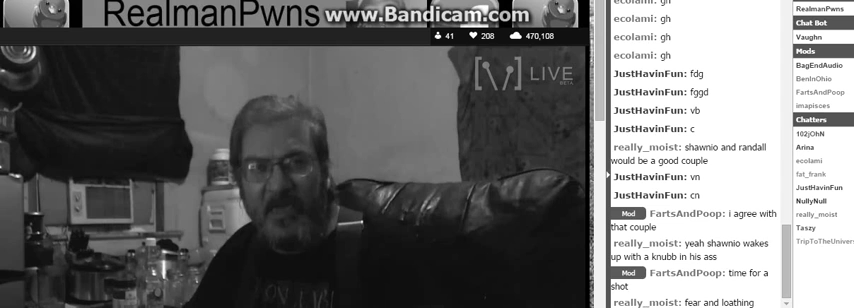 RealmanPwns
www.Bandicam.com
41 208 470,108
[V] LIVE
BETA
ecolami: gh
ecolami: gh
ecolami: gh
ecolami: gh
JustHavinFun: fdg
JustHavinFun: fggd
JustHavinFun: vb
JustHavinFun: c
really_moist: shawnio and randall
would be a good couple
JustHavinFun: vn
JustHavinFun: cn
Mod FartsAndPoop: i agree with
that couple
really_moist: yeah shawnio wakes
up with a knubb in his ass
Mod FartsAndPoop: time for a
shot
really_moist: fear and loathing
RealmanPwns
Chat Bot
Vaughn
Mods
BagEndAudio
BenInOhio
FartsAndPoop
imapisces
Chatters
102jOhN
Arina
ecolami
fat_frank
JustHavinFun
NullyNull
really_moist
Taszy
TripToTheUniver